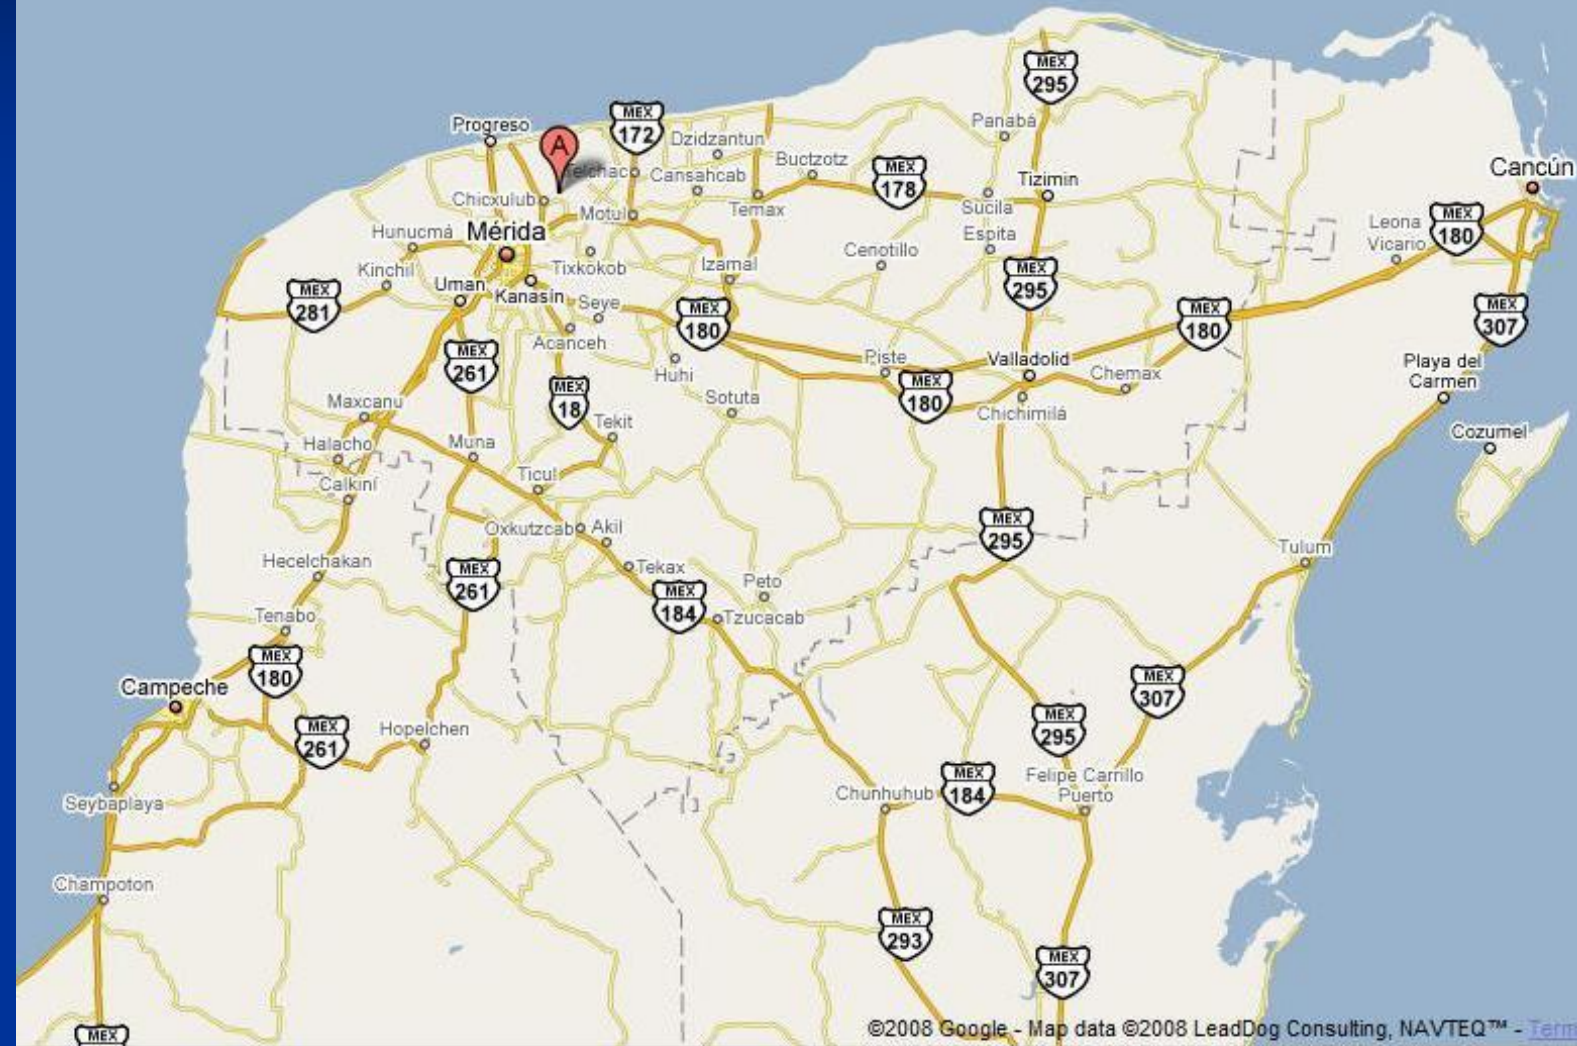 MEX
295
Progreso
MEX
172
A
Dzidzantun
Panabá
Telchac
Cansahcab
Buctzotz
MEX
178
Tizimin
Cancún
Chicxulub
Motul
Temax
Sucila
Hunucmá
Mérida
Espita
Leona
Vicario
MEX
180
Cenotillo
Kinchil
Tixkokob
Izamal
MEX
295
MEX
281
Uman
Kanasín
Seye
MEX
180
MEX
180
MEX
307
Acanceh
MEX
261
Huhi
Piste
Valladolid
Chemax
Playa del
Carmen
MEX
180
MEX
18
Maxcanu
Sotuta
Chichimilá
Tekit
Cozumel
Halacho
Muna
Calkiní
Ticul
Oxkutzcab
Akil
MEX
295
Tulum
Hecelchakan
Tekax
MEX
261
Peto
MEX
184
Tzucacab
Tenabo
MEX
180
Campeche
MEX
307
MEX
261
Hopelchen
MEX
295
Seybaplaya
Chunhuhub
MEX
184
Felipe Carrillo
Puerto
Champoton
MEX
293
MEX
307
MEX
©2008 Google - Map data ©2008 LeadDog Consulting, NAVTEQ™ - Term